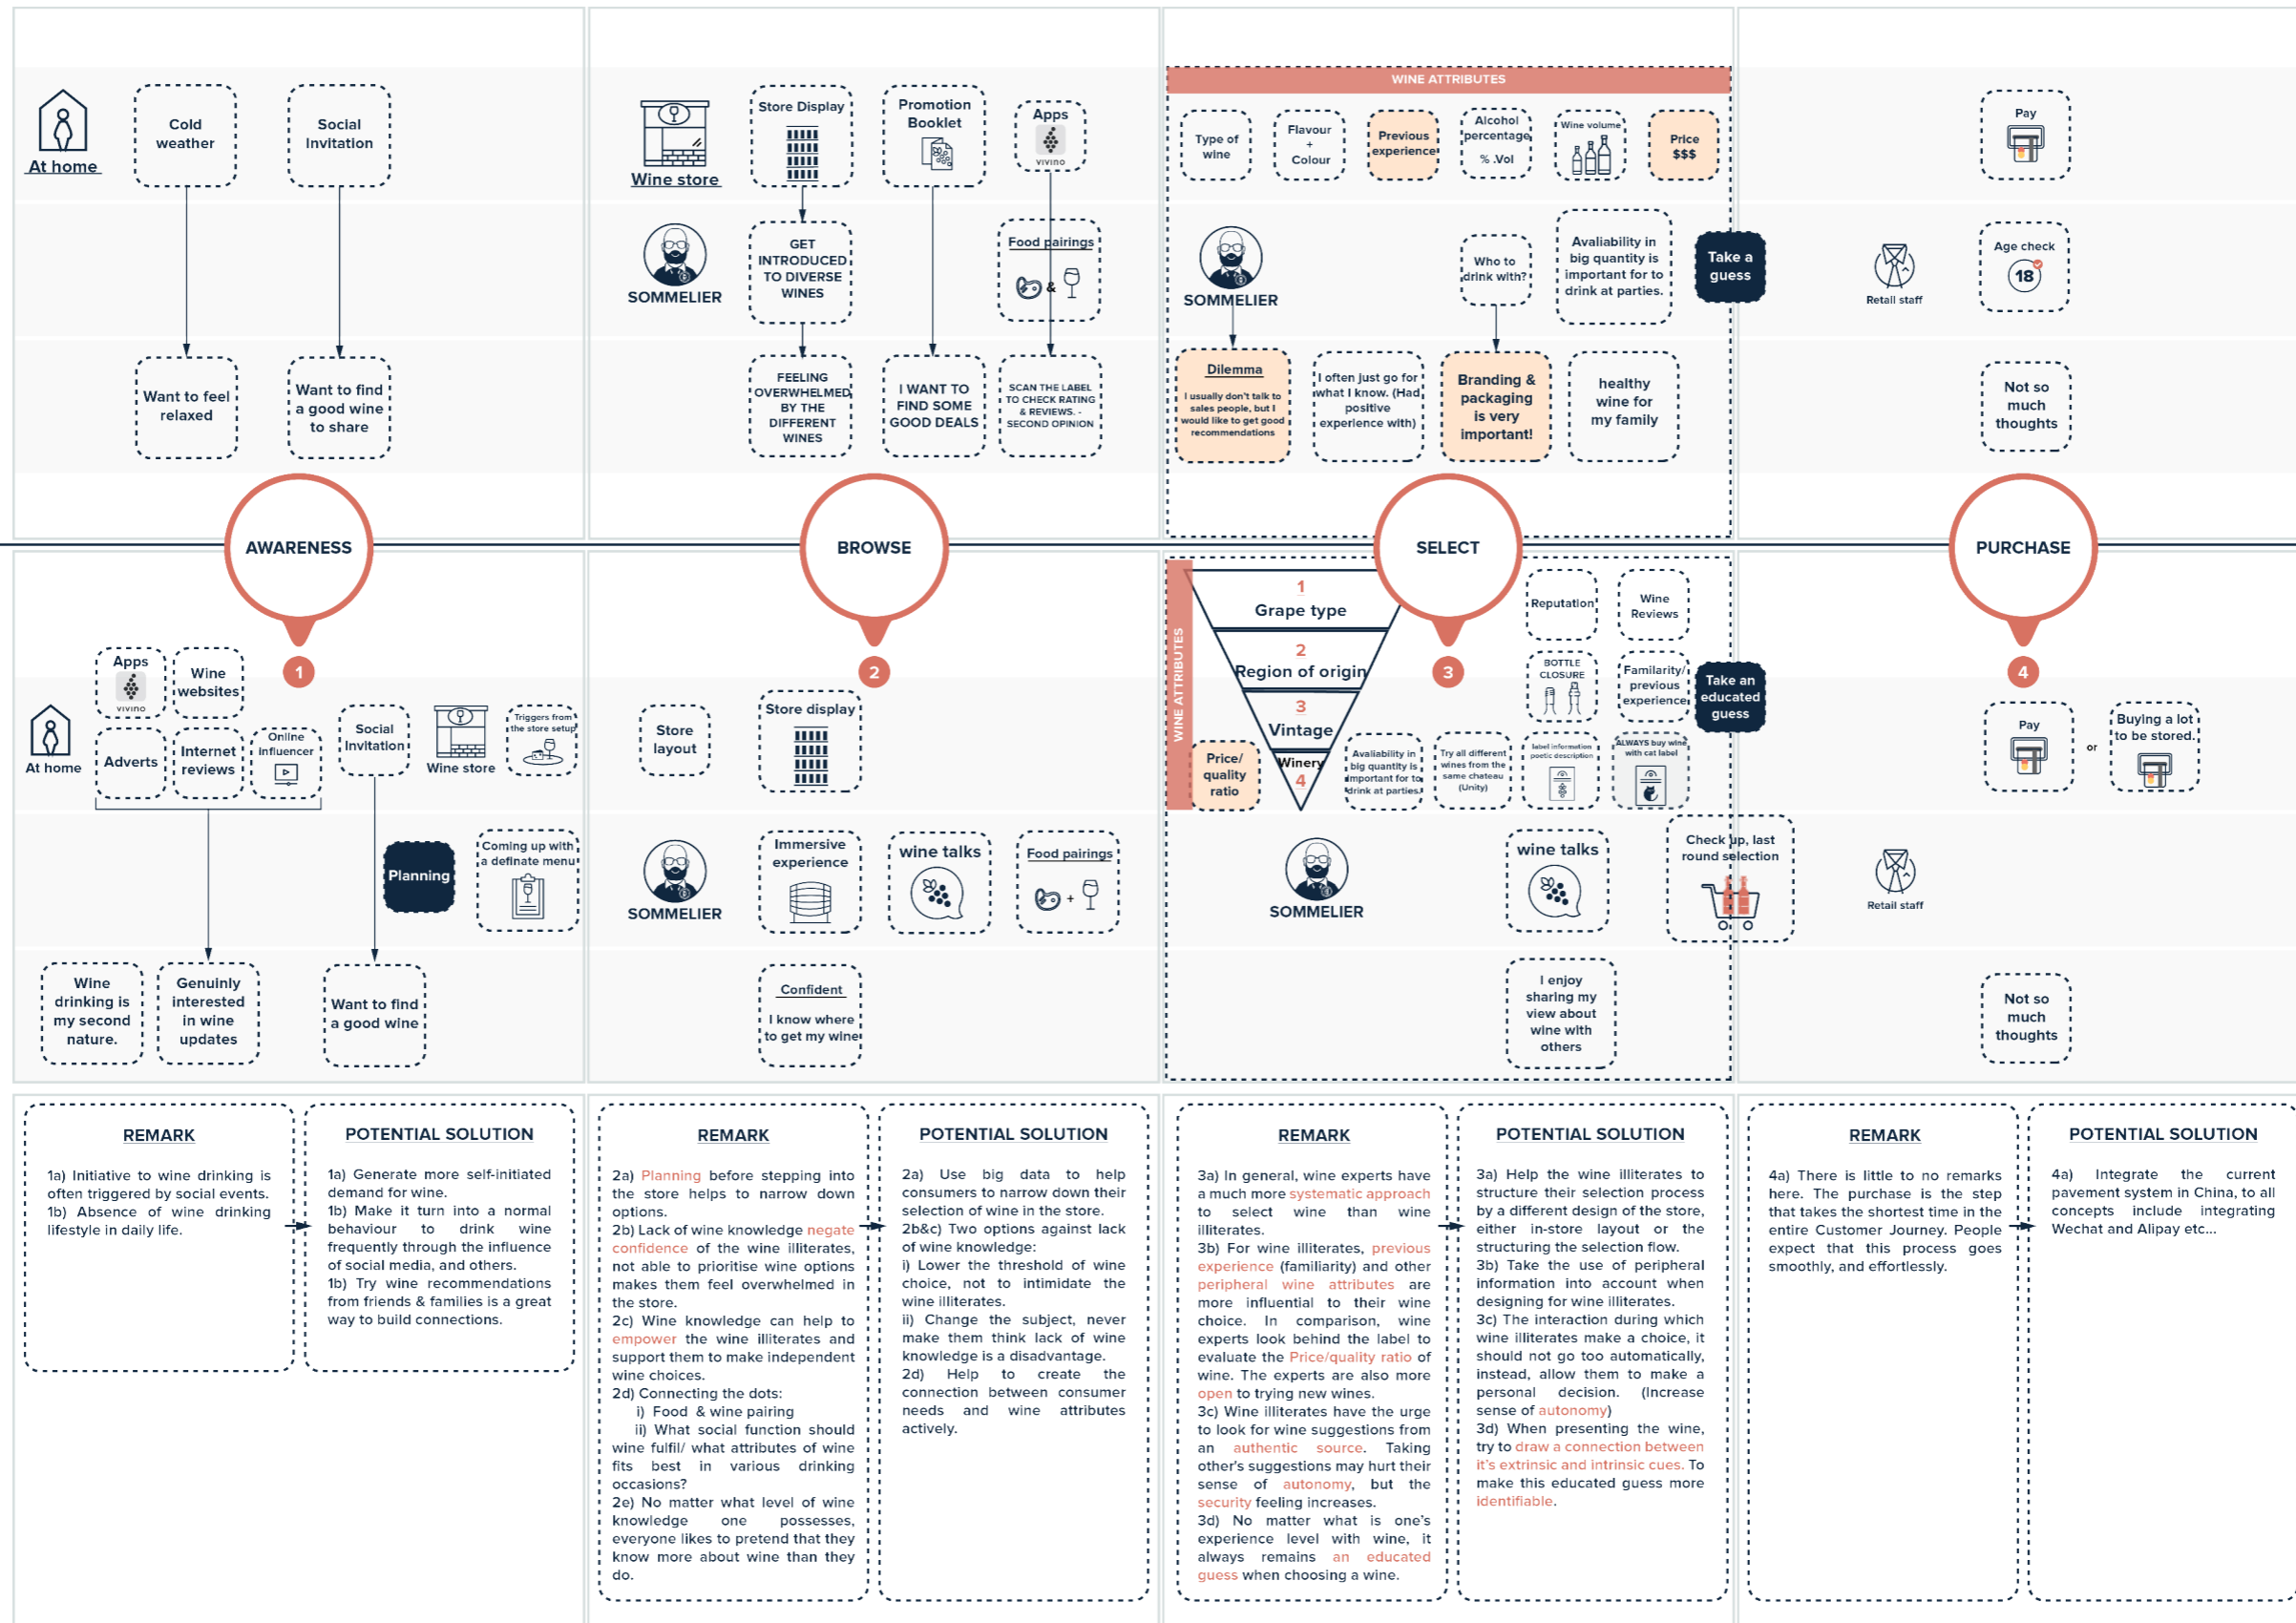 At home
Cold
weather
Social
Invitation
Want to feel
relaxed
Want to find
a good wine
to share
Wine store
Store Display
Promotion
Booklet
Apps
VIVINO
SOMMELIER
GET
INTRODUCED
TO DIVERSE
WINES
Food pairings
&
FEELING
OVERWHELMED
BY THE
DIFFERENT
WINES
I WANT TO
FIND SOME
GOOD DEALS
SCAN THE LABEL
TO CHECK RATING
& REVIEWS. -
SECOND OPINION
WINE ATTRIBUTES
Type of
wine
Flavour
+
Colour
Previous
experience
Alcohol
percentage
% .Vol
Wine volume
Price
$$$
SOMMELIER
Who to
drink with?
Avaliability in
big quantity is
important for to
drink at parties.
Take a
guess
Dilemma
I usually don't talk to
sales people, but I
would like to get good
recommendations
I often just go for
what I know. (Had
positive
experience with)
Branding &
packaging
is very
important!
healthy
wine for
my family
Pay
Retail staff
Age check
18
Not so
much
thoughts
AWARENESS
BROWSE
SELECT
PURCHASE
1
2
3
4
At home
Apps
VIVINO
Wine
websites
Adverts
Internet
reviews
Online
influencer
Social
Invitation
Wine store
Triggers from
the store setup
Planning
Coming up with
a definate menu
Wine
drinking is
my second
nature.
Genuinly
interested
in wine
updates
Want to find
a good wine
Store
layout
Store display
SOMMELIER
Immersive
experience
wine talks
Food pairings
+
Confident
I know where
to get my wine
WINE ATTRIBUTES
1
Grape type
2
Region of origin
3
Vintage
Winery
4
Price/
quality
ratio
Reputation
Wine
Reviews
BOTTLE
CLOSURE
Familarity/
previous
experience
Take an
educated
guess
Avaliability in
big quantity is
important for to
drink at parties.
Try all different
wines from the
same chateau
(Unity)
label information
poetic description
ALWAYS buy wine
with cat label
SOMMELIER
wine talks
Check up, last
round selection
I enjoy
sharing my
view about
wine with
others
Pay
or
Buying a lot
to be stored.
Retail staff
Not so
much
thoughts
REMARK
1a) Initiative to wine drinking is
often triggered by social events.
1b) Absence of wine drinking
lifestyle in daily life.
POTENTIAL SOLUTION
1a) Generate more self-initiated
demand for wine.
1b) Make it turn into a normal
behaviour to drink wine
frequently through the influence
of social media, and others.
1b) Try wine recommendations
from friends & families is a great
way to build connections.
REMARK
2a) Planning before stepping into
the store helps to narrow down
options.
2b) Lack of wine knowledge negate
confidence of the wine illiterates,
not able to prioritise wine options
makes them feel overwhelmed in
the store.
2c) Wine knowledge can help to
empower the wine illiterates and
support them to make independent
wine choices.
2d) Connecting the dots:
i) Food & wine pairing
ii) What social function should
wine fulfil/ what attributes of wine
fits best in various drinking
occasions?
2e) No matter what level of wine
knowledge one possesses,
everyone likes to pretend that they
know more about wine than they
do.
POTENTIAL SOLUTION
2a) Use big data to help
consumers to narrow down their
selection of wine in the store.
2b&c) Two options against lack
of wine knowledge:
i) Lower the threshold of wine
choice, not to intimidate the
wine illiterates.
ii) Change the subject, never
make them think lack of wine
knowledge is a disadvantage.
2d) Help to create the
connection between consumer
needs and wine attributes
actively.
REMARK
3a) In general, wine experts have
a much more systematic approach
to select wine than wine
illiterates.
3b) For wine illiterates, previous
experience (familiarity) and other
peripheral wine attributes are
more influential to their wine
choice. In comparison, wine
experts look behind the label to
evaluate the Price/quality ratio of
wine. The experts are also more
open to trying new wines.
3c) Wine illiterates have the urge
to look for wine suggestions from
an authentic source. Taking
other's suggestions may hurt their
sense of autonomy, but the
security feeling increases.
3d) No matter what is one's
experience level with wine, it
always remains an educated
guess when choosing a wine.
POTENTIAL SOLUTION
3a) Help the wine illiterates to
structure their selection process
by a different design of the store,
either in-store layout or the
structuring the selection flow.
3b) Take the use of peripheral
information into account when
designing for wine illiterates.
3c) The interaction during which
wine illiterates make a choice, it
should not go too automatically,
instead, allow them to make a
personal decision. (Increase
sense of autonomy)
3d) When presenting the wine,
try to draw a connection between
it's extrinsic and intrinsic cues. To
make this educated guess more
identifiable.
REMARK
4a) There is little to no remarks
here. The purchase is the step
that takes the shortest time in the
entire Customer Journey. People
expect that this process goes
smoothly, and effortlessly.
POTENTIAL SOLUTION
4a) Integrate the current
pavement system in China, to all
concepts include integrating
Wechat and Alipay etc...